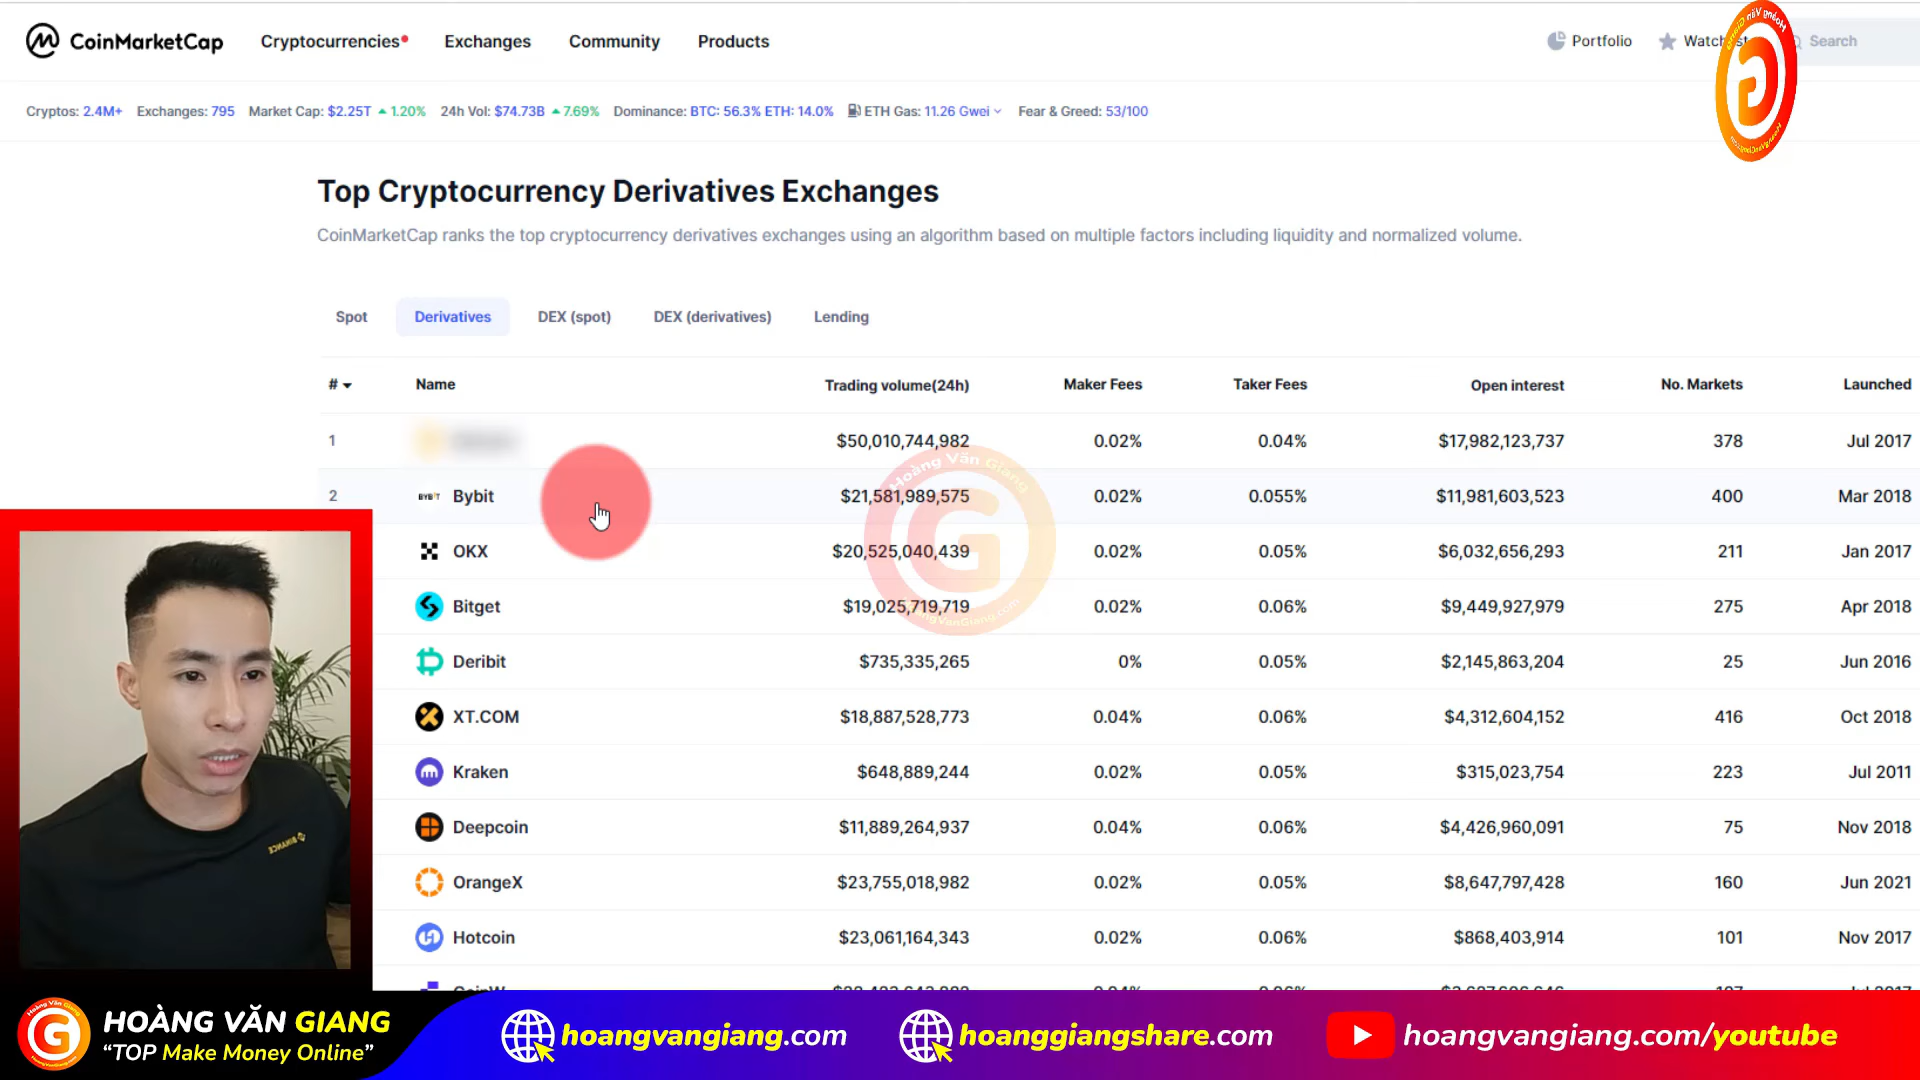 CoinMarketCap Cryptocurrencies Exchanges Community Products Portfolio Search
Cryptos: 2.4M+ Exchanges: 795 Market Cap: $2.25T 1.20% 24h Vol: $74.73B 7.69% Dominance: BTC: 56.3% ETH: 14.0% ETH Gas: 11.26 Gwei Fear & Greed: 53/100
Hoàng Văn Giang
G
Top Cryptocurrency Derivatives Exchanges
CoinMarketCap ranks the top cryptocurrency derivatives exchanges using an algorithm based on multiple factors including liquidity and normalized volume.
Spot Derivatives DEX (spot) DEX (derivatives) Lending
# Name Trading volume(24h) Maker Fees Taker Fees Open interest No. Markets Launched
1 $50,010,744,982 0.02% 0.04% $17,982,123,737 378 Jul 2017
2 BYBIT Bybit $21,581,989,575 0.02% 0.055% $11,981,603,523 400 Mar 2018
OKX $20,525,040,439 0.02% 0.05% $6,032,656,293 211 Jan 2017
Bitget $19,025,719,719 0.02% 0.06% $9,449,927,979 275 Apr 2018
Deribit $735,335,265 0% 0.05% $2,145,863,204 25 Jun 2016
XT.COM $18,887,528,773 0.04% 0.06% $4,312,604,152 416 Oct 2018
Kraken $648,889,244 0.02% 0.05% $315,023,754 223 Jul 2011
Deepcoin $11,889,264,937 0.04% 0.06% $4,426,960,091 75 Nov 2018
OrangeX $23,755,018,982 0.02% 0.05% $8,647,797,428 160 Jun 2021
Hotcoin $23,061,164,343 0.02% 0.06% $868,403,914 101 Nov 2017
Hoàng Văn Giang
G
HoangVanGiang.com
BINANCE
HOÀNG VĂN GIANG
"TOP Make Money Online"
hoangvangiang.com
hoanggiangshare.com
hoangvangiang.com/youtube